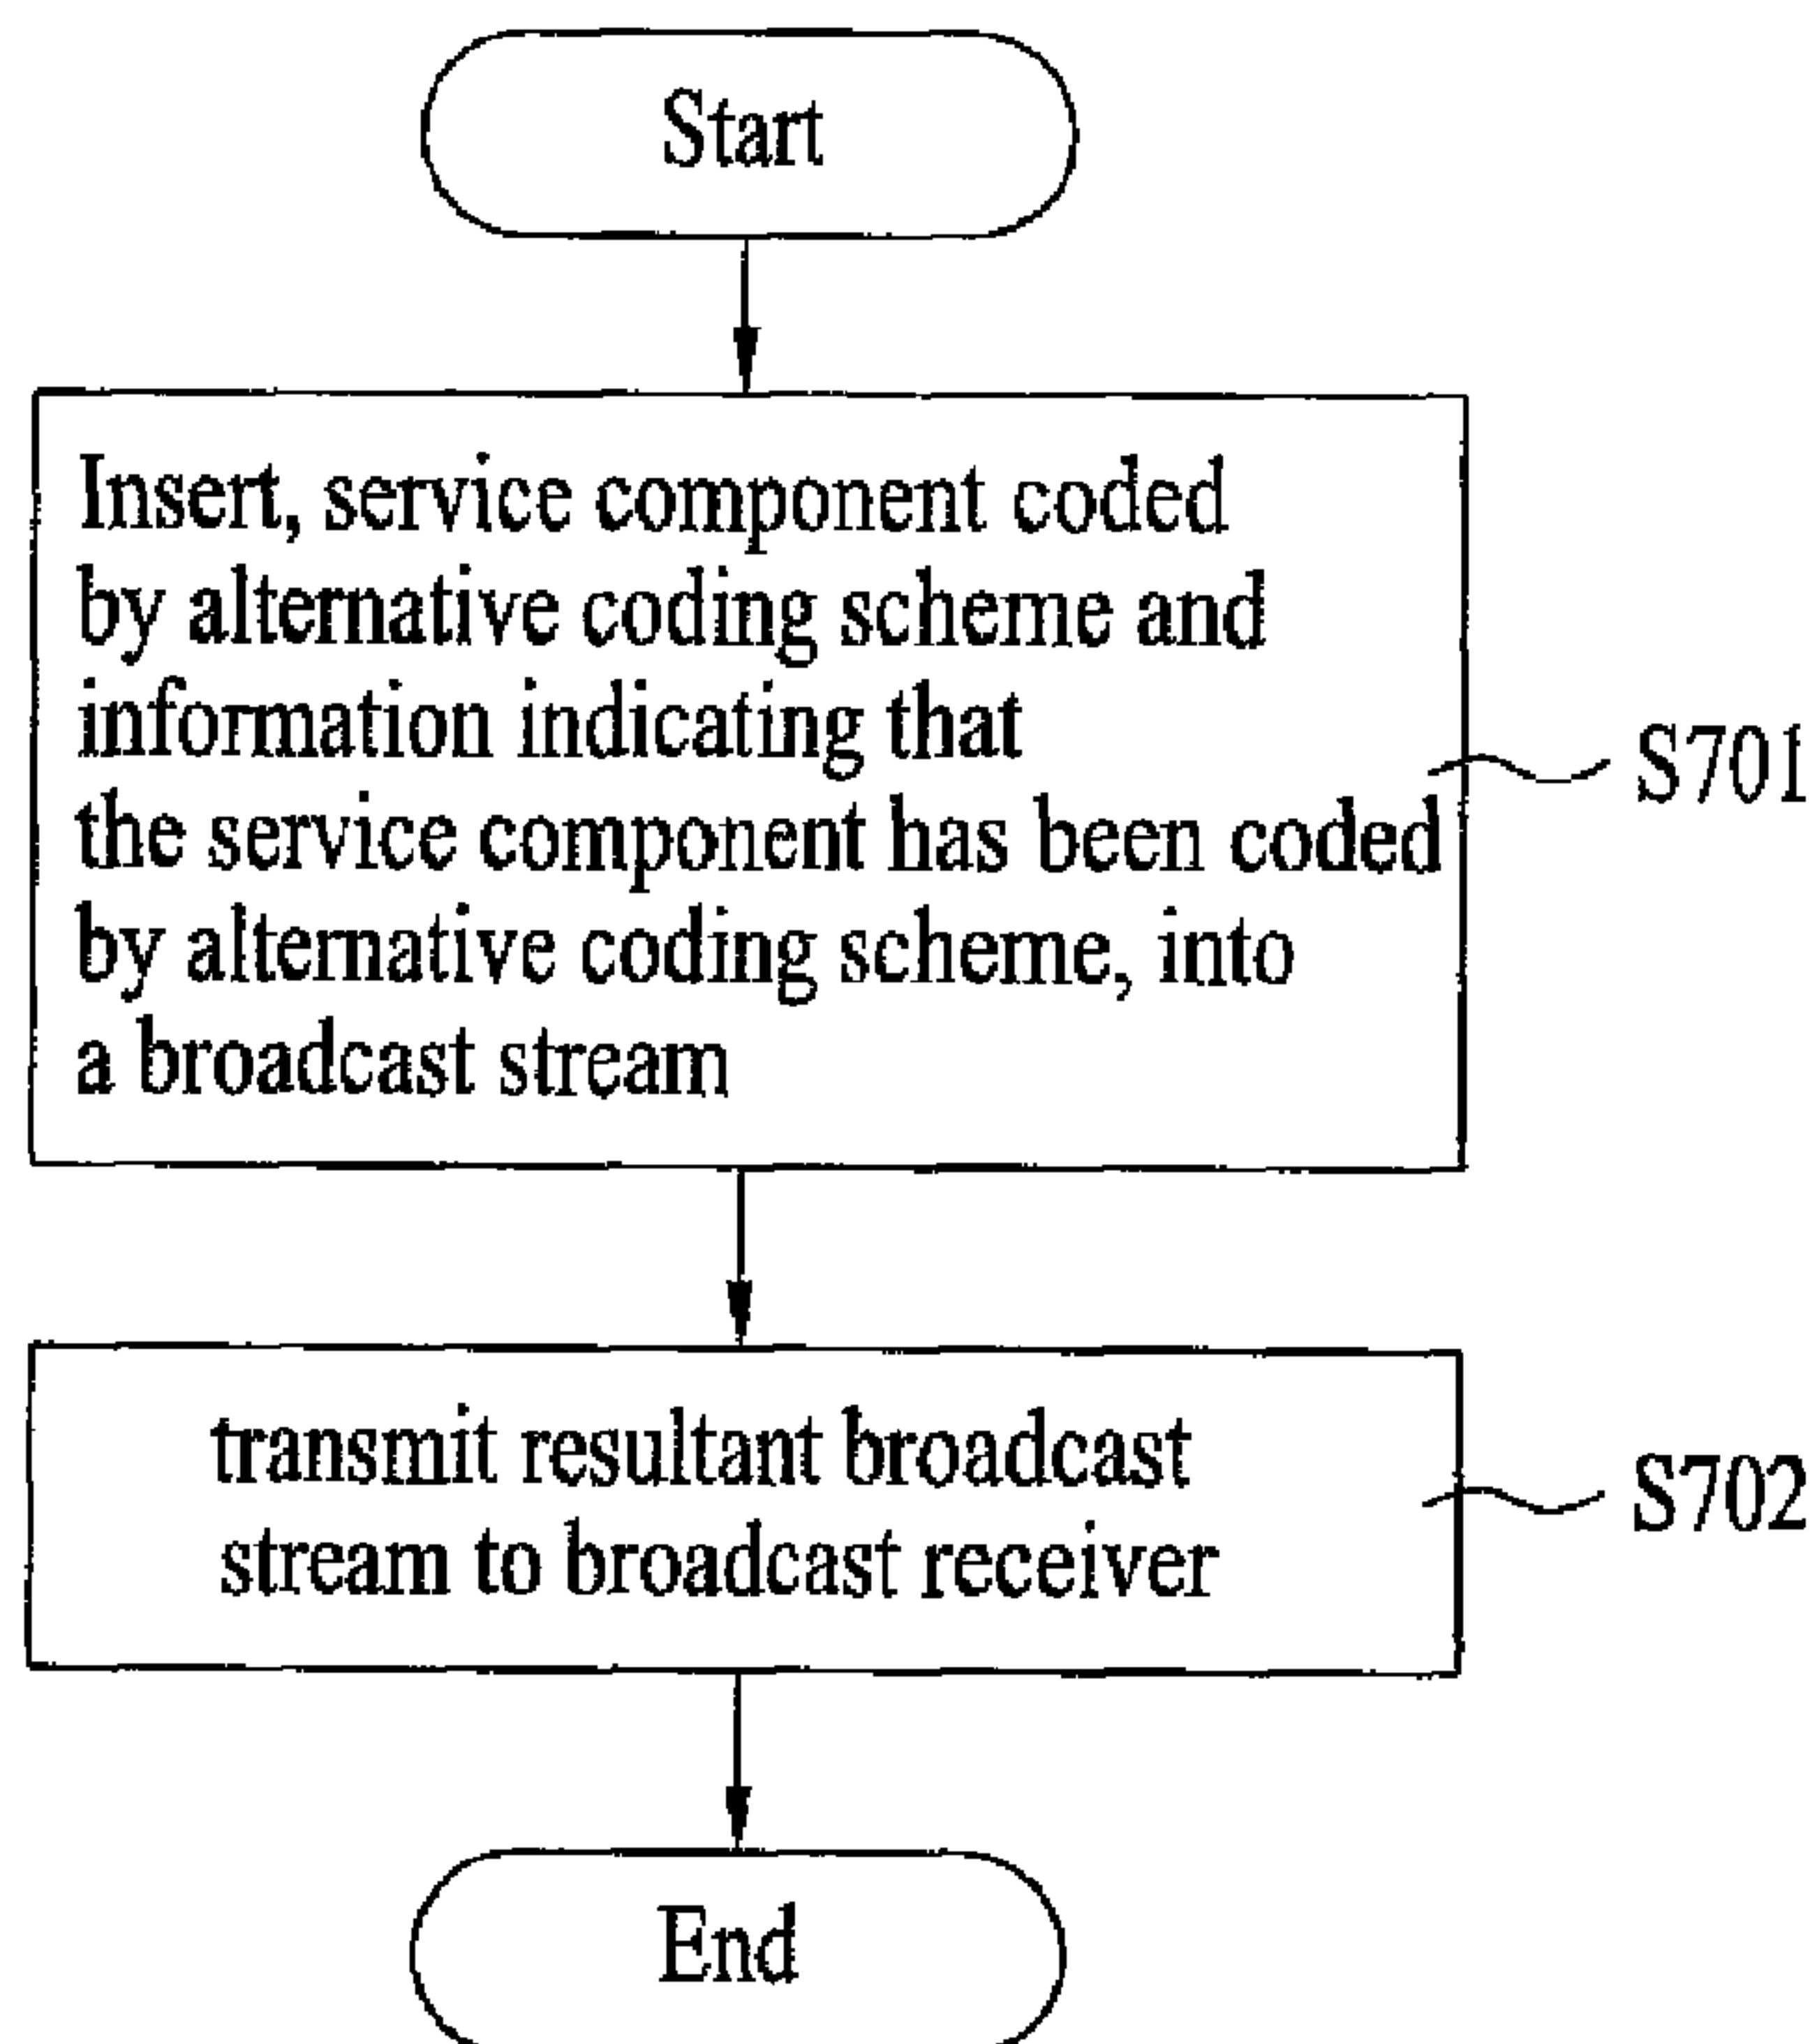 Start
Insert, service component coded
by alternative coding scheme and
information indicating that
the service component has been coded
by alternative coding scheme, into
a broadcast stream
S701
transmit resultant broadcast
stream to broadcast receiver
S702
End